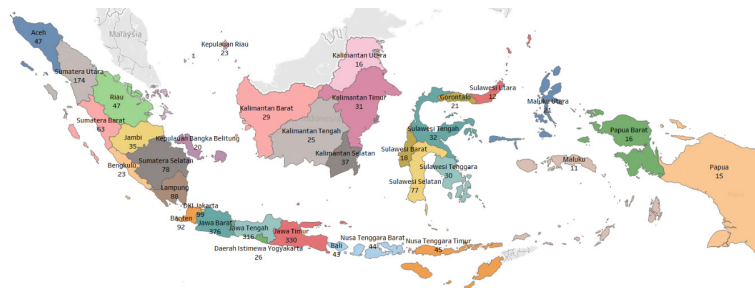 Malaysia
Aceh
47
Sumatera Utara
174
Riau
47
Sumatera Barat
63
Jambi
35
Bengkulu
23
Sumatera Selatan
78
Lampung
88
Kepulauan Bangka Belitung
20
Kepulauan Riau
23
DKI Jakarta
99
Banten
92
Jawa Barat
376
Jawa Tengah
316
Daerah Istimewa Yogyakarta
26
Jawa Timur
330
Bali
43
Nusa Tenggara Barat
44
Nusa Tenggara Timur
45
Kalimantan Barat
29
Kalimantan Tengah
25
Kalimantan Selatan
37
Kalimantan Timur
31
Kalimantan Utara
16
Gorontalo
21
Sulawesi Utara
12
Sulawesi Tengah
32
Sulawesi Barat
18
Sulawesi Tenggara
30
Sulawesi Selatan
77
Maluku Utara
21
Maluku
11
Papua Barat
16
Papua
15